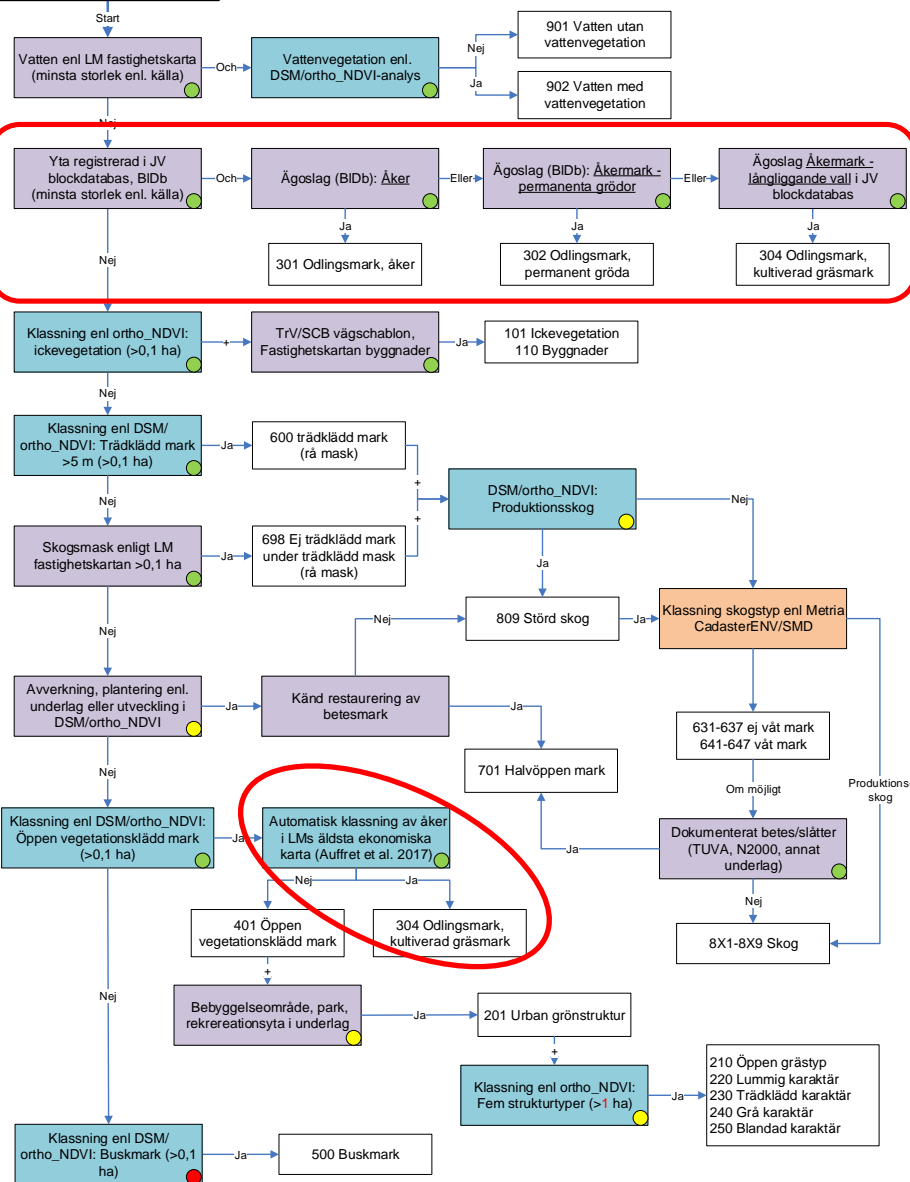 Start
Vatten enl LM fastighetskarta
(minsta storlek enl. källa)
Och
Vattenvegetation enl.
DSM/ortho_NDVI-analys
Nej
Ja
901 Vatten utan
vattenvegetation
902 Vatten med
vattenvegetation
Nej
Yta registrerad i JV
blockdatabas, BlDb
(minsta storlek enl. källa)
Och
Ägoslag (BlDb): Åker
Eller
Ägoslag (BlDb): Åkermark -
permanenta grödor
Eller
Ägoslag Åkermark -
långliggande vall i JV
blockdatabas
Ja
Ja
Ja
Nej
301 Odlingsmark, åker
302 Odlingsmark,
permanent gröda
304 Odlingsmark,
kultiverad gräsmark
Klassning enl ortho_NDVI:
ickevegetation (>0,1 ha)
+
TrV/SCB vägschablon,
Fastighetskartan byggnader
Ja
101 Ickevegetation
110 Byggnader
Nej
Klassning enl DSM/
ortho_NDVI: Trädklädd mark
>5 m (>0,1 ha)
Ja
600 trädklädd mark
(rå mask)
+
+
DSM/ortho_NDVI:
Produktionsskog
Nej
Nej
Skogsmask enligt LM
fastighetskartan >0,1 ha
Ja
698 Ej trädklädd mark
under trädklädd mask
(rå mask)
Ja
Nej
Nej
809 Störd skog
Ja
Klassning skogstyp enl Metria
CadasterENV/SMD
Avverkning, plantering enl.
underlag eller utveckling i
DSM/ortho_NDVI
Ja
Känd restaurering av
betesmark
Ja
631-637 ej våt mark
641-647 våt mark
701 Halvöppen mark
Nej
Om möjligt
Produktions-
skog
Klassning enl DSM/ortho_NDVI:
Öppen vegetationsklädd mark
(>0,1 ha)
Ja
Automatisk klassning av åker
i LMs äldsta ekonomiska
karta (Auffret et al. 2017)
Ja
Dokumenterat betes/slåtter
(TUVA, N2000, annat
underlag)
Nej
Ja
Nej
401 Öppen
vegetationsklädd mark
304 Odlingsmark,
kultiverad gräsmark
8X1-8X9 Skog
+
Nej
Bebyggelseområde, park,
rekrereationsyta i underlag
Ja
201 Urban grönstruktur
+
Klassning enl ortho_NDVI:
Fem strukturtyper (>1 ha)
Ja
210 Öppen grästyp
220 Lummig karaktär
230 Trädklädd karaktär
240 Grå karaktär
250 Blandad karaktär
Klassning enl DSM/
ortho_NDVI: Buskmark (>0,1
ha)
Ja
500 Buskmark